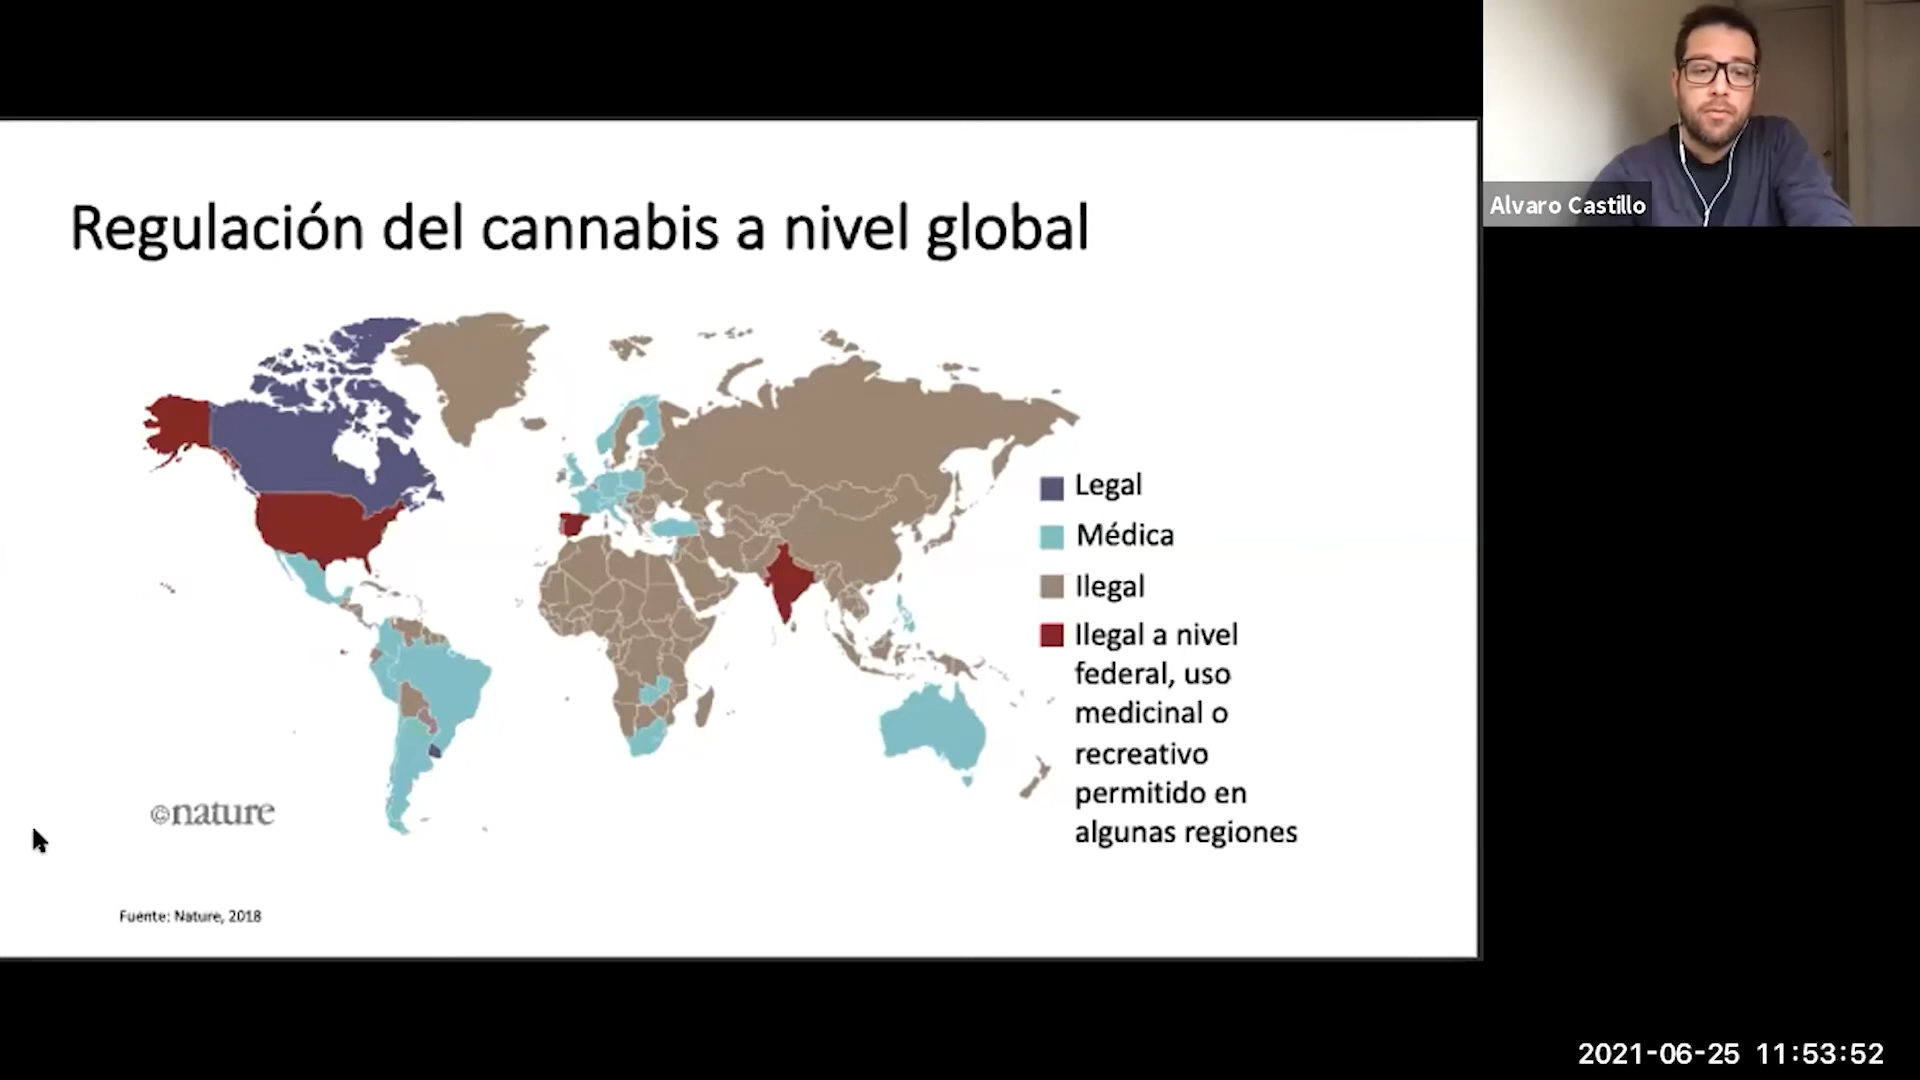 Alvaro Castillo
Regulación del cannabis a nivel global
Legal
Médica
Ilegal
Ilegal a nivel
federal, uso
medicinal o
recreativo
permitido en
algunas regiones
©nature
Fuente: Nature, 2018
2021-06-25 11:53:52